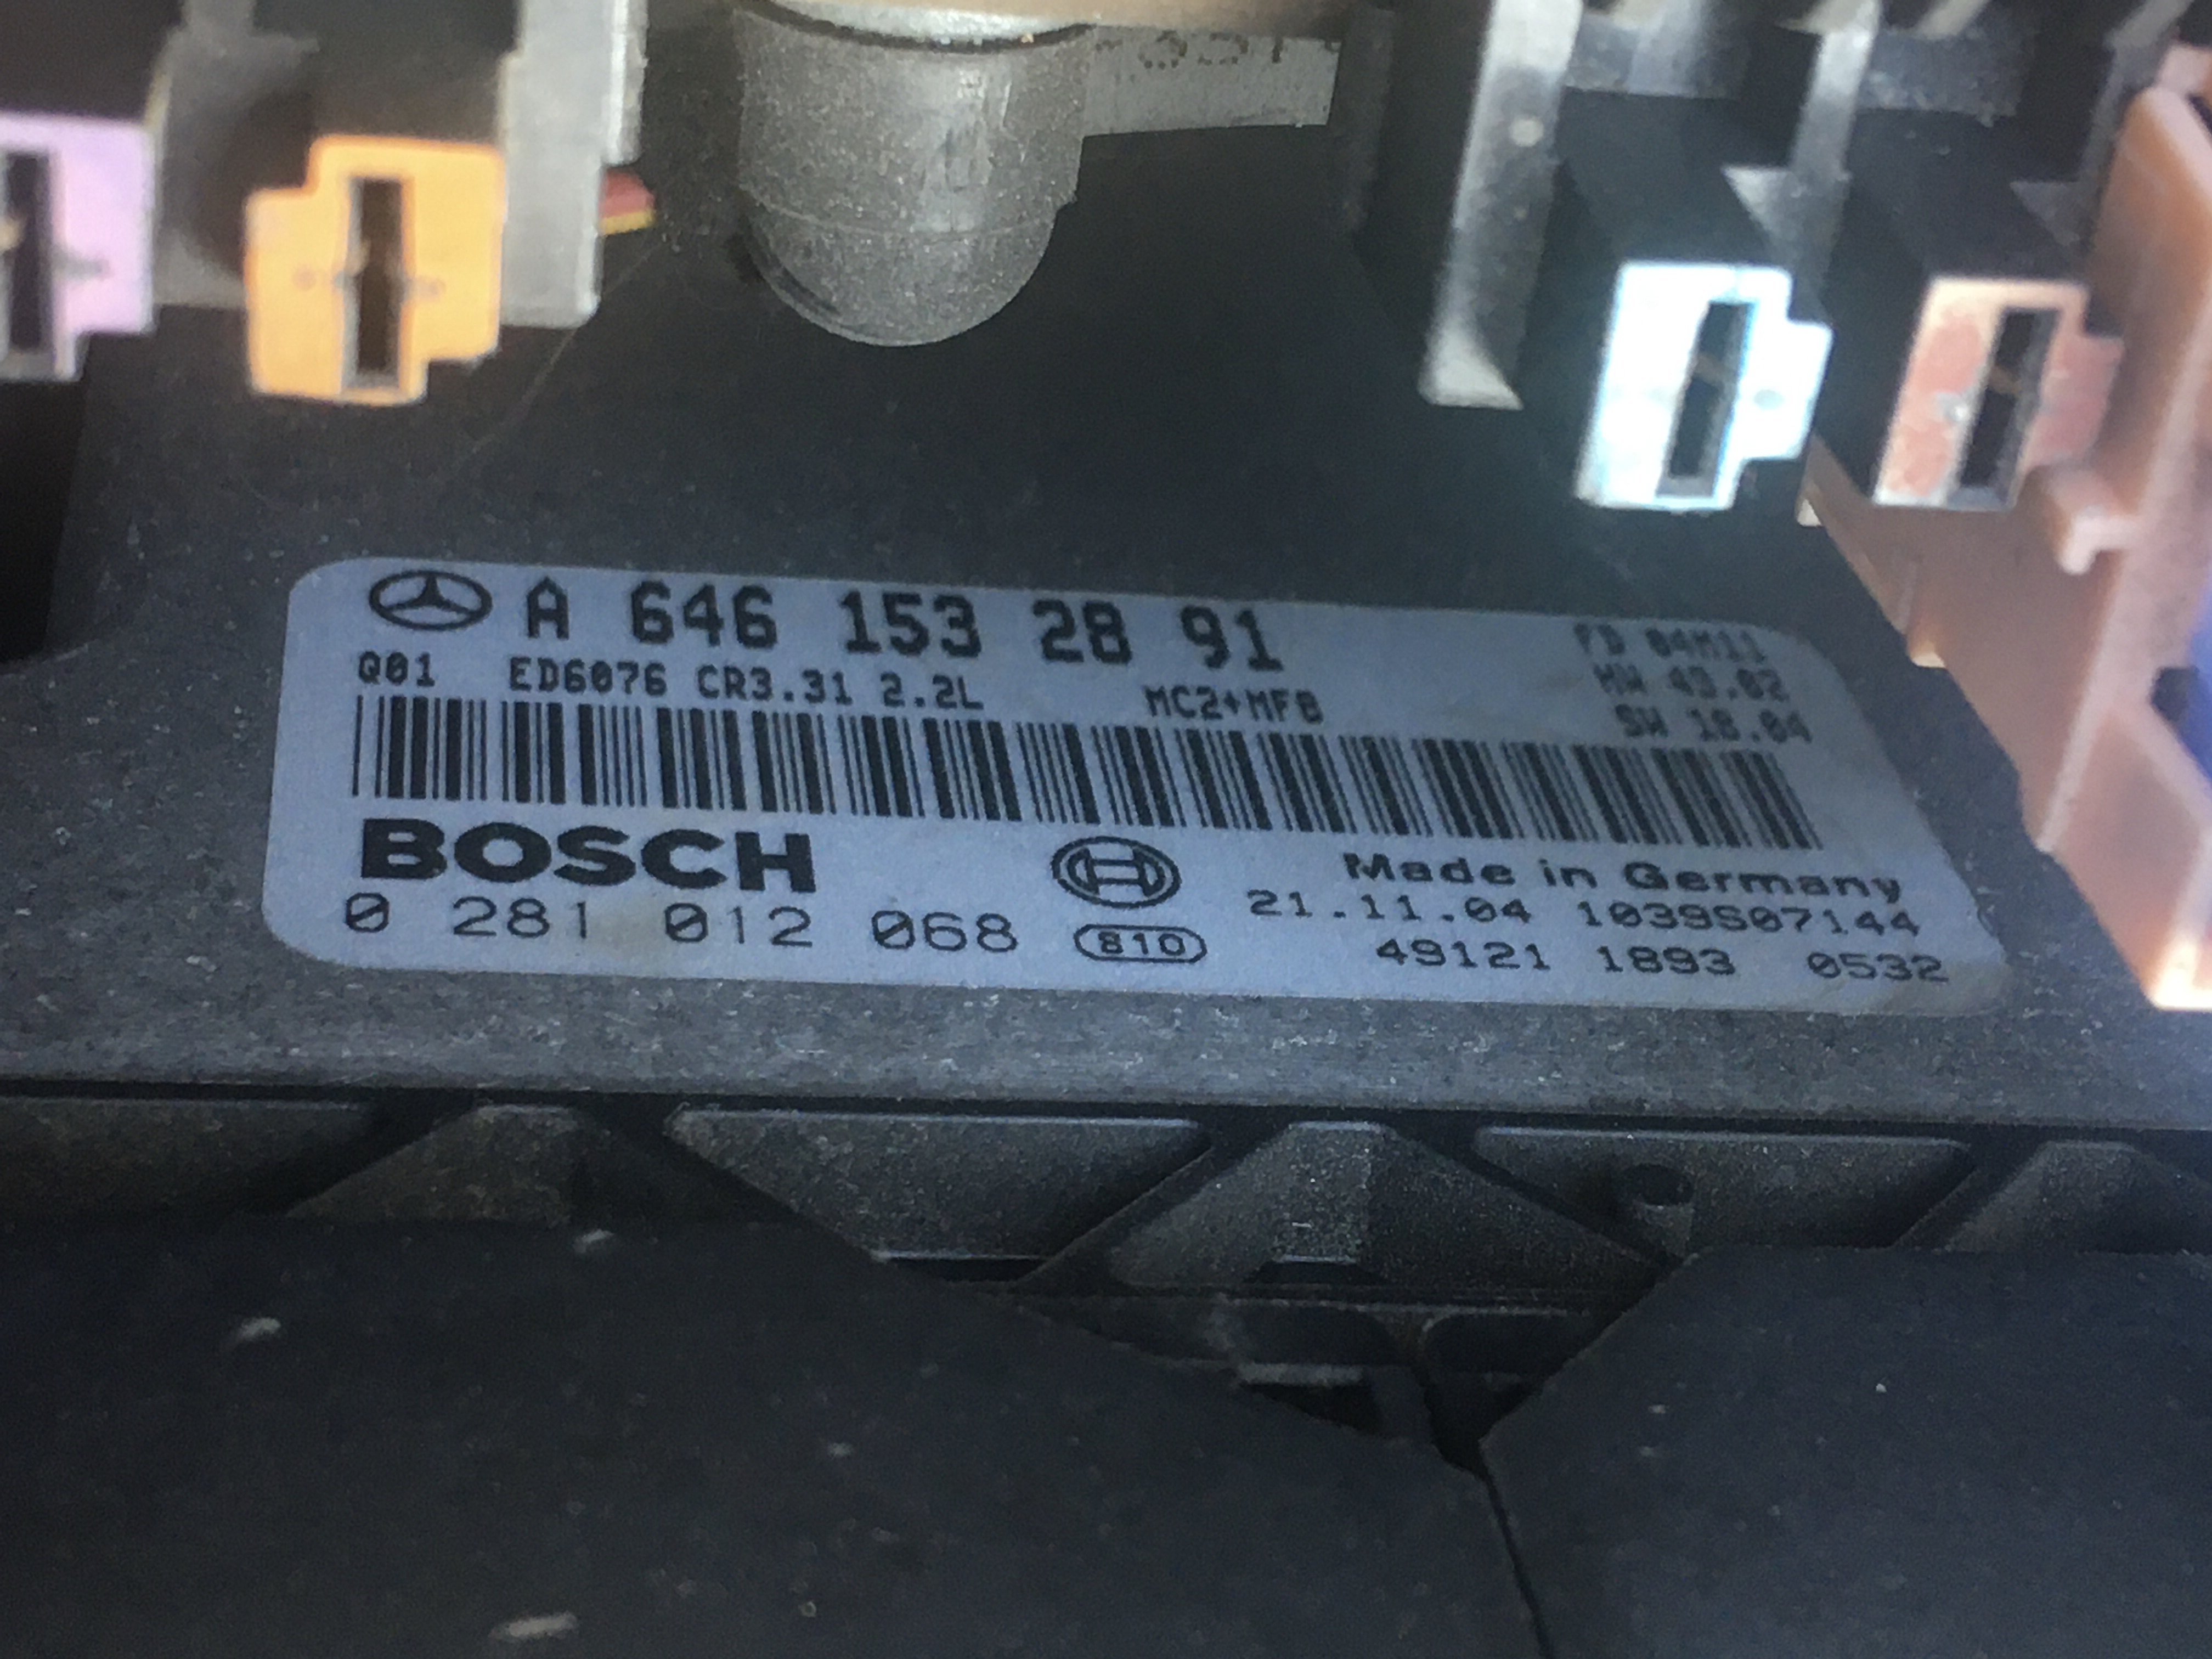 A 646 153 28 91
Q01 ED6076 CR3.31 2.2L MC2+MFB
FD 04M11
HW 49.02
SW 18.04
BOSCH
0 281 012 068
810
Made in Germany
21.11.04 1039S07144
49121 1893 0532